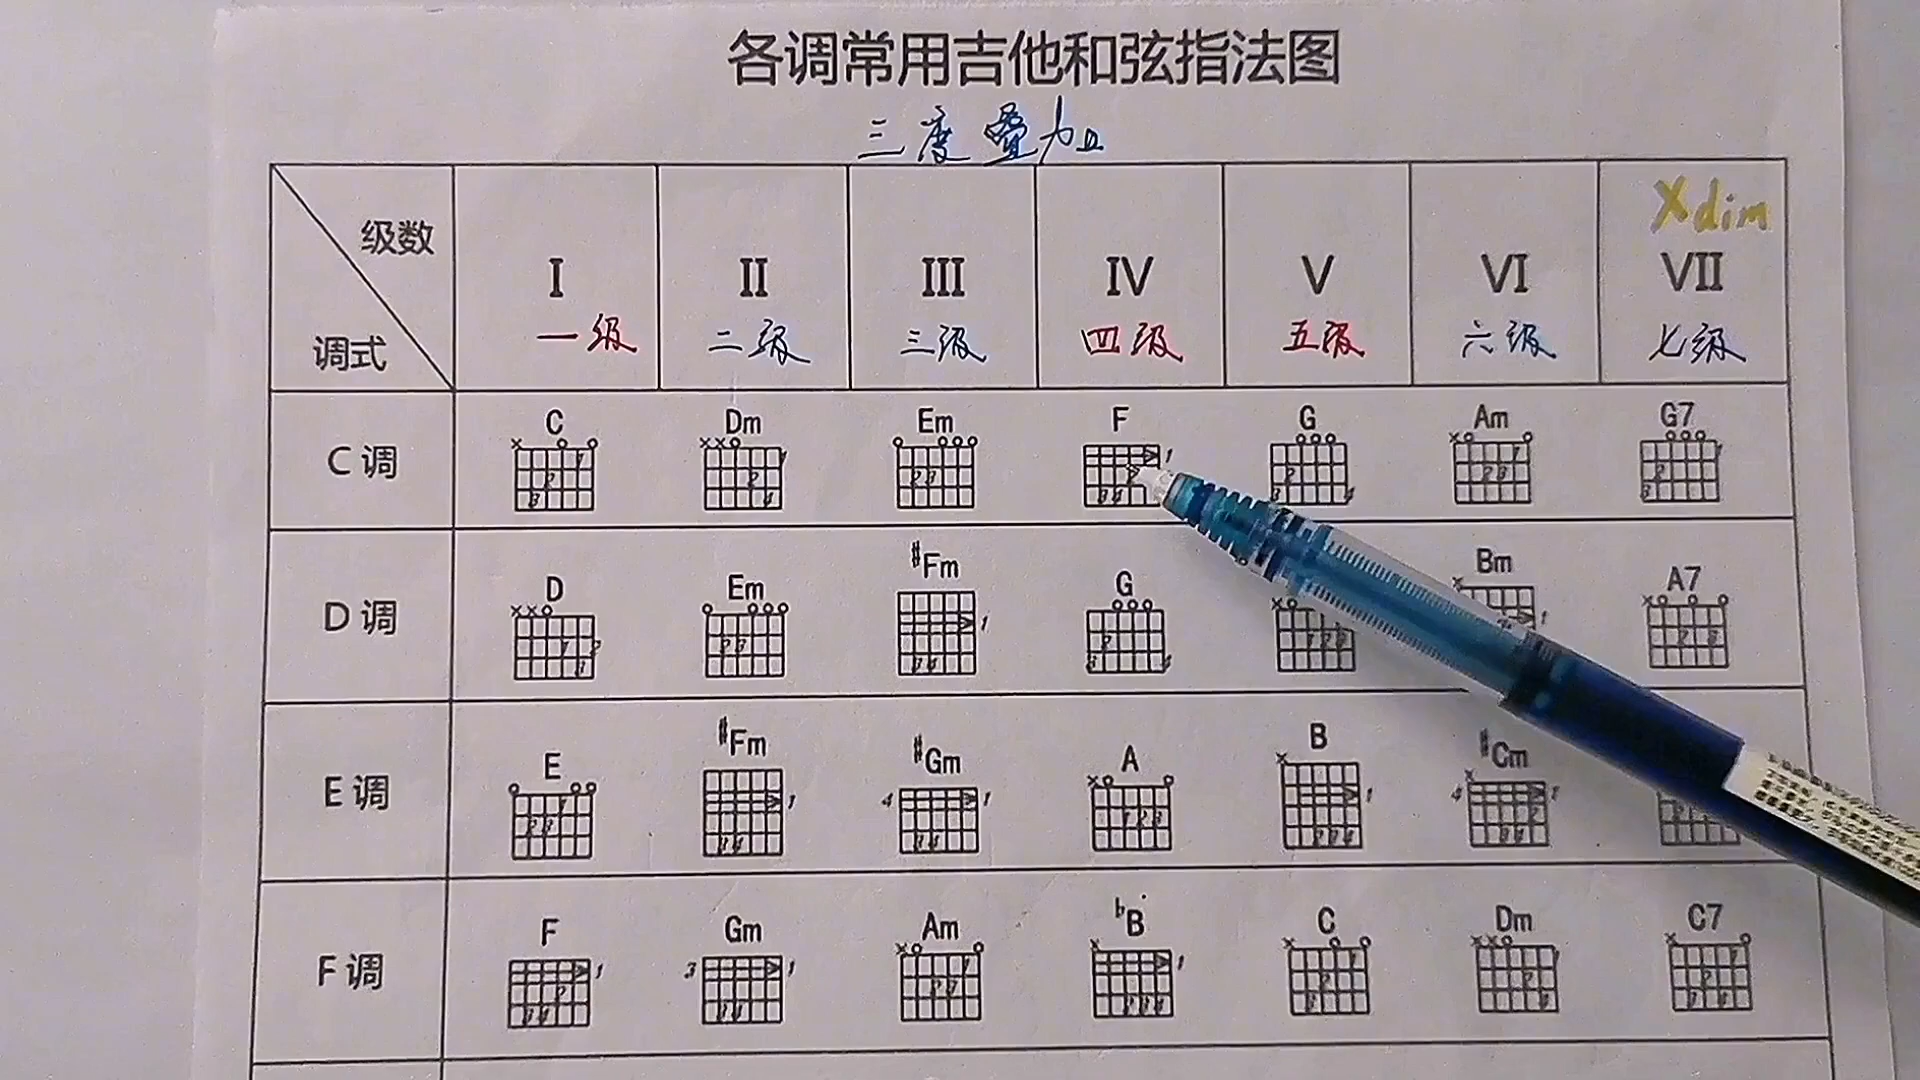 各调常用吉他和弦指法图
三度叠加
级数
调式
I II III IV V VI VII
Xdim
一级 二级 三级 四级 五级 六级 七级
C调 C Dm Em F G Am G7
D调 D Em #Fm G Bm A7
E调 E #Fm #Gm A B #Cm
F调 F Gm Am ♭B C Dm C7